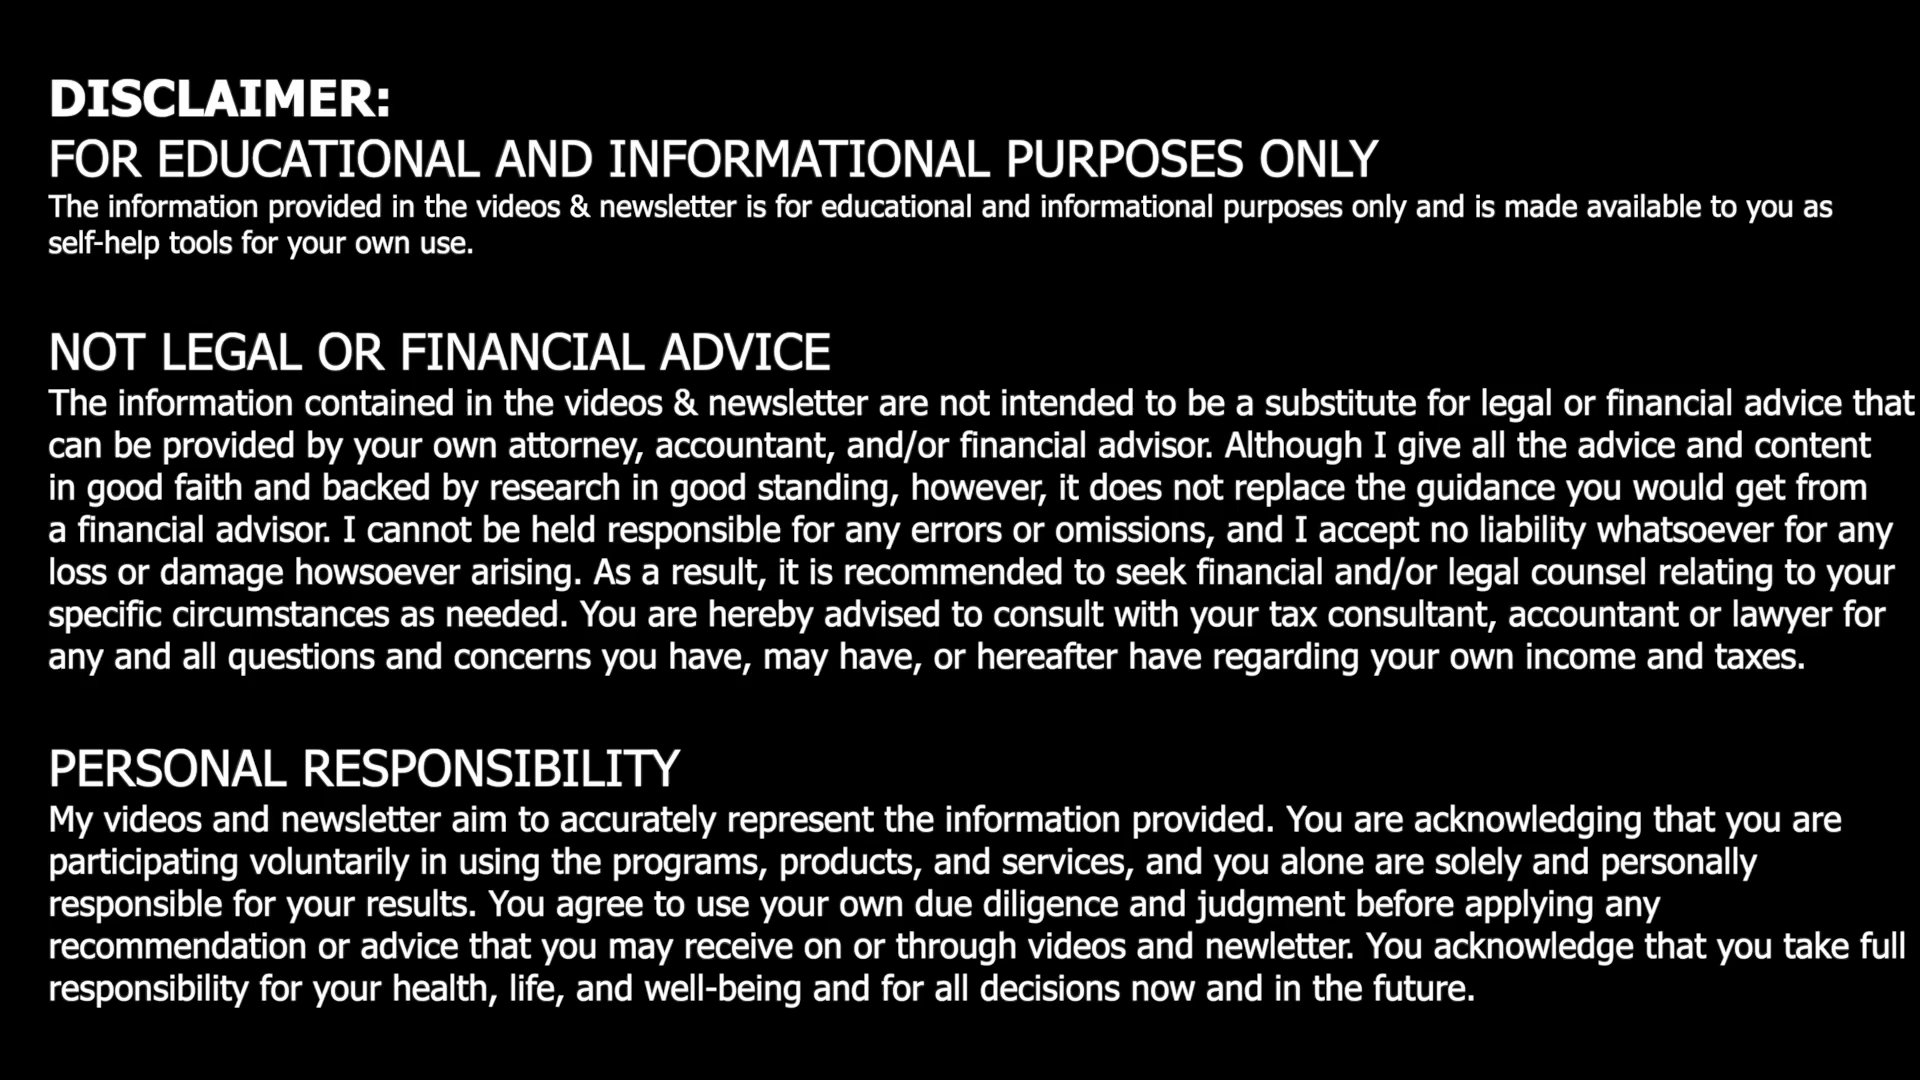 DISCLAIMER:
FOR EDUCATIONAL AND INFORMATIONAL PURPOSES ONLY
The information provided in the videos & newsletter is for educational and informational purposes only and is made available to you as
self-help tools for your own use.
NOT LEGAL OR FINANCIAL ADVICE
The information contained in the videos & newsletter are not intended to be a substitute for legal or financial advice that
can be provided by your own attorney, accountant, and/or financial advisor. Although I give all the advice and content
in good faith and backed by research in good standing, however, it does not replace the guidance you would get from
a financial advisor. I cannot be held responsible for any errors or omissions, and I accept no liability whatsoever for any
loss or damage howsoever arising. As a result, it is recommended to seek financial and/or legal counsel relating to your
specific circumstances as needed. You are hereby advised to consult with your tax consultant, accountant or lawyer for
any and all questions and concerns you have, may have, or hereafter have regarding your own income and taxes.
PERSONAL RESPONSIBILITY
My videos and newsletter aim to accurately represent the information provided. You are acknowledging that you are
participating voluntarily in using the programs, products, and services, and you alone are solely and personally
responsible for your results. You agree to use your own due diligence and judgment before applying any
recommendation or advice that you may receive on or through videos and newletter. You acknowledge that you take full
responsibility for your health, life, and well-being and for all decisions now and in the future.